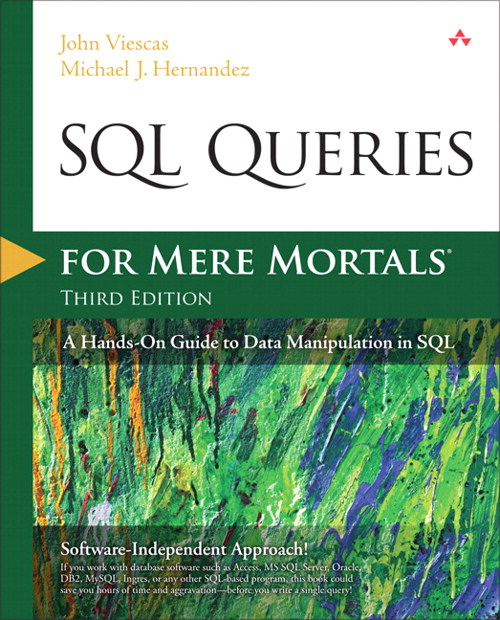 John Viescas
Michael J. Hernandez
SQL Queries
for Mere Mortals®
Third Edition
A Hands-On Guide to Data Manipulation in SQL
Software-Independent Approach!
If you work with database software such as Access, MS SQL Server, Oracle,
DB2, MySQL, Ingres, or any other SQL-based program, this book could
save you hours of time and aggravation—before you write a single query!